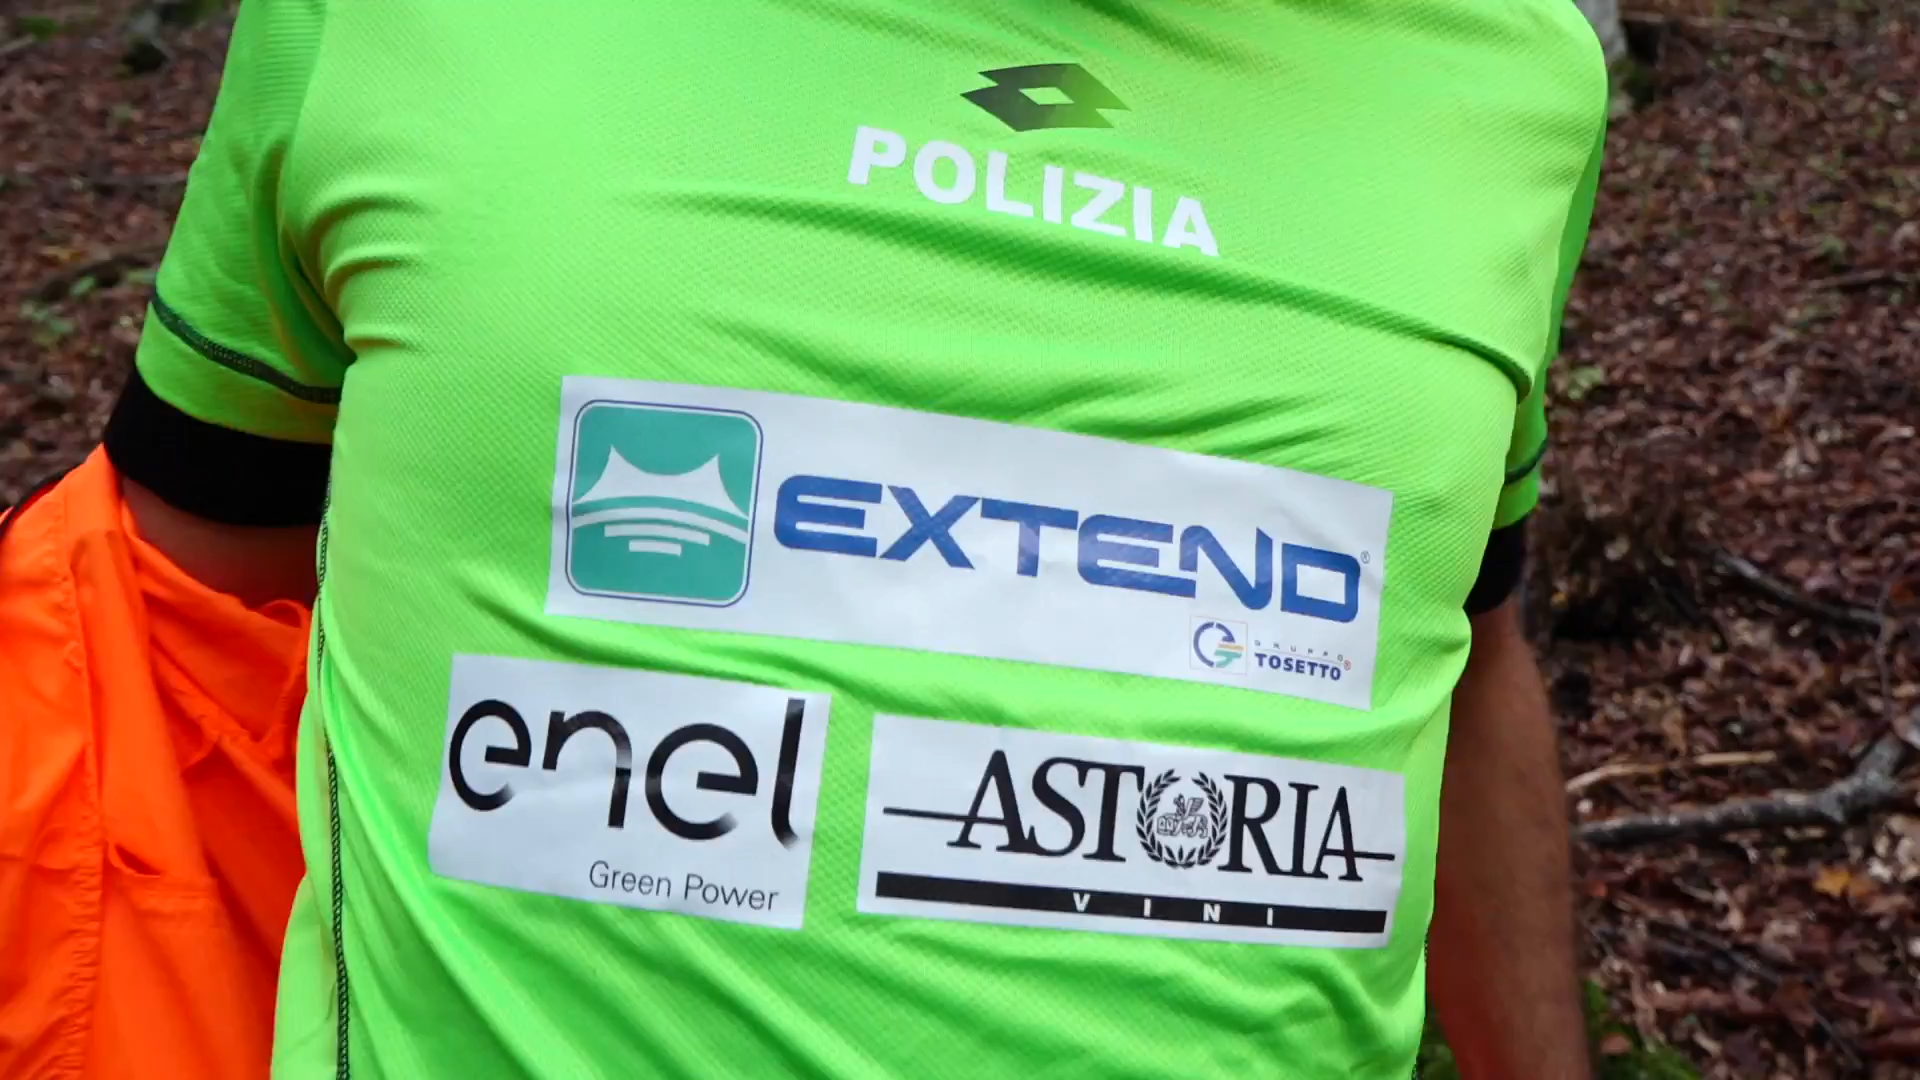 POLIZIA
EXTEND®
GRUPPO
TOSETTO®
enel
Green Power
ASTORIA
VINI